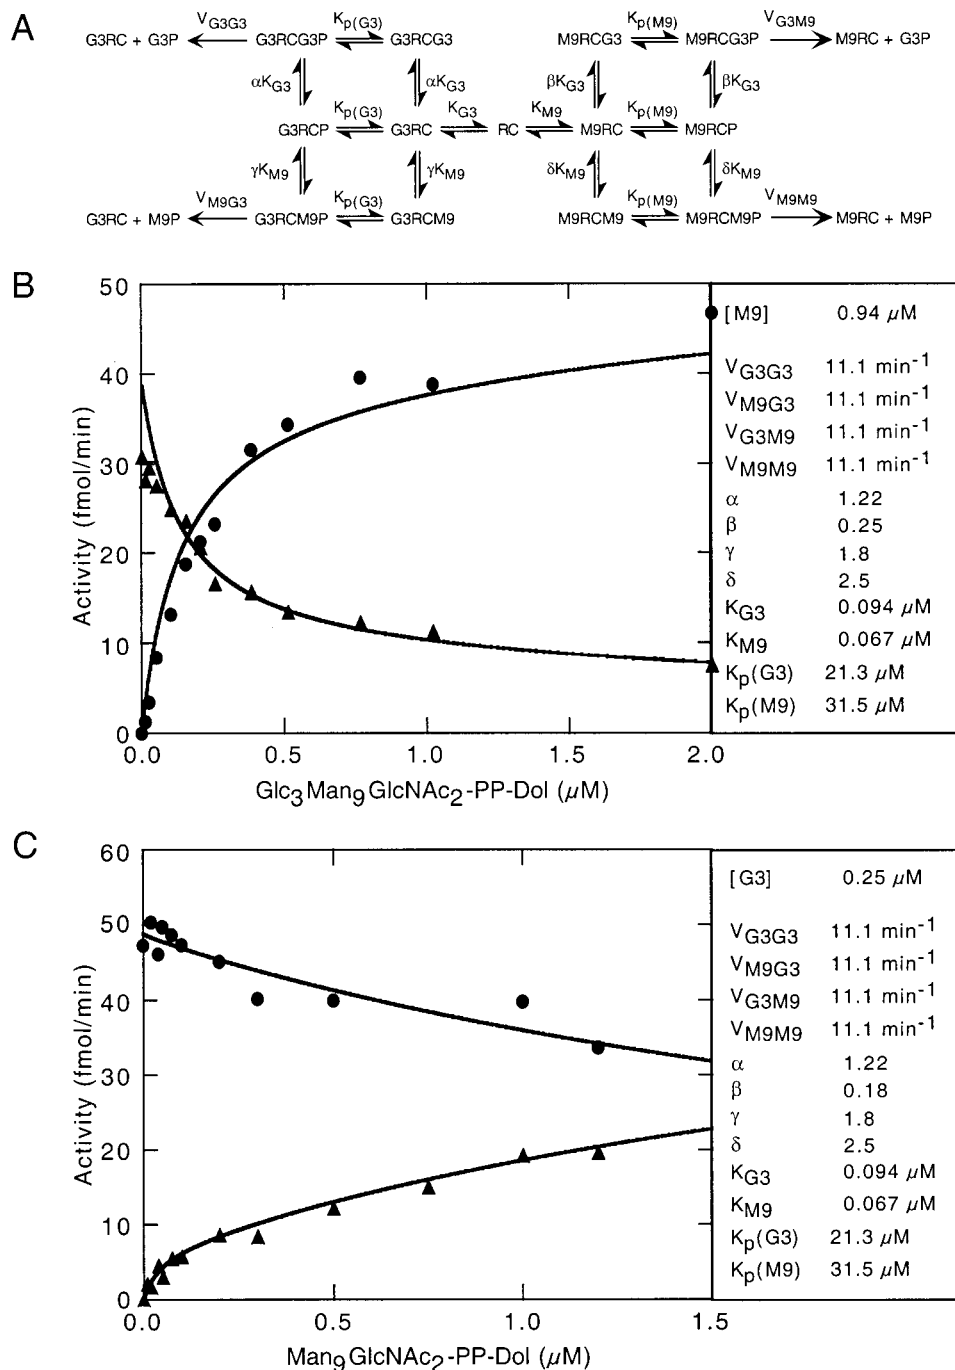 A
G3RC + G3P V G3G3 G3RCG3P Kp(G3) G3RCG3 M9RCG3 Kp(M9) M9RCG3P V G3M9 M9RC + G3P
αKG3 αKG3 βKG3 βKG3
G3RCP Kp(G3) G3RC KG3 RC KM9 M9RC Kp(M9) M9RCP
γKM9 γKM9 δKM9 δKM9
G3RC + M9P V M9G3 G3RCM9P Kp(G3) G3RCM9 M9RCM9 Kp(M9) M9RCM9P V M9M9 M9RC + M9P
B
Activity (fmol/min)
50
40
30
20
10
0
0.0 0.5 1.0 1.5 2.0
Glc3Man9GlcNAc2-PP-Dol (μM)
[M9] 0.94 μM
VG3G3 11.1 min-1
VM9G3 11.1 min-1
VG3M9 11.1 min-1
VM9M9 11.1 min-1
α 1.22
β 0.25
γ 1.8
δ 2.5
KG3 0.094 μM
KM9 0.067 μM
Kp(G3) 21.3 μM
Kp(M9) 31.5 μM
C
Activity (fmol/min)
60
50
40
30
20
10
0
0.0 0.5 1.0 1.5
Man9GlcNAc2-PP-Dol (μM)
[G3] 0.25 μM
VG3G3 11.1 min-1
VM9G3 11.1 min-1
VG3M9 11.1 min-1
VM9M9 11.1 min-1
α 1.22
β 0.18
γ 1.8
δ 2.5
KG3 0.094 μM
KM9 0.067 μM
Kp(G3) 21.3 μM
Kp(M9) 31.5 μM